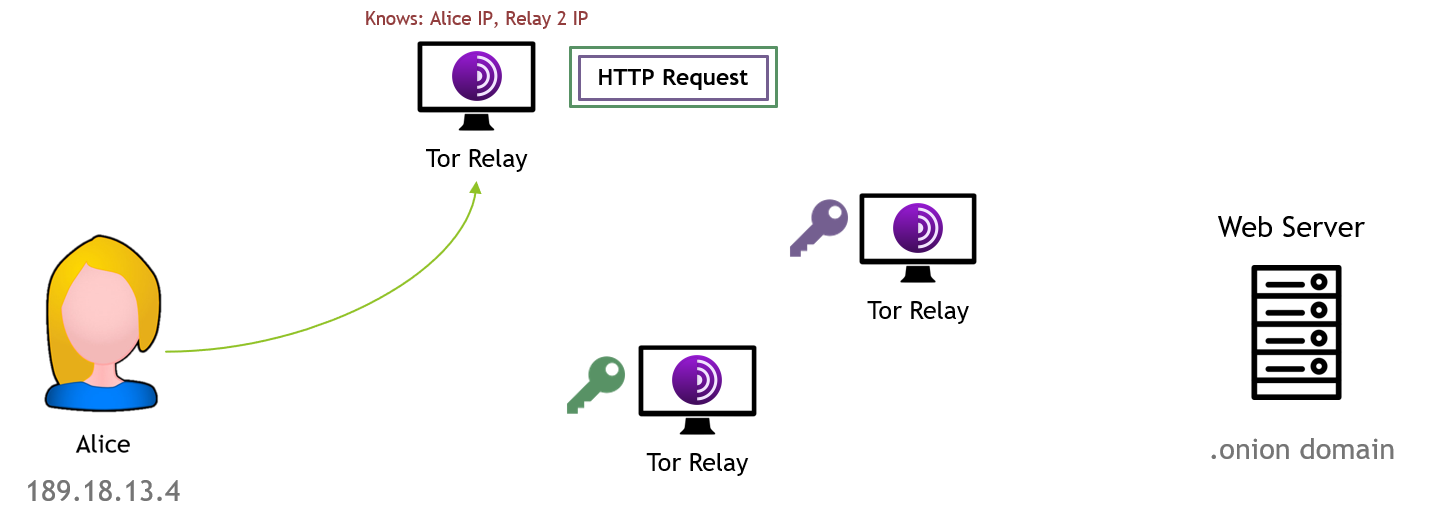 Knows: Alice IP, Relay 2 IP
HTTP Request
Tor Relay
Tor Relay
Web Server
Tor Relay
Alice
189.18.13.4
.onion domain